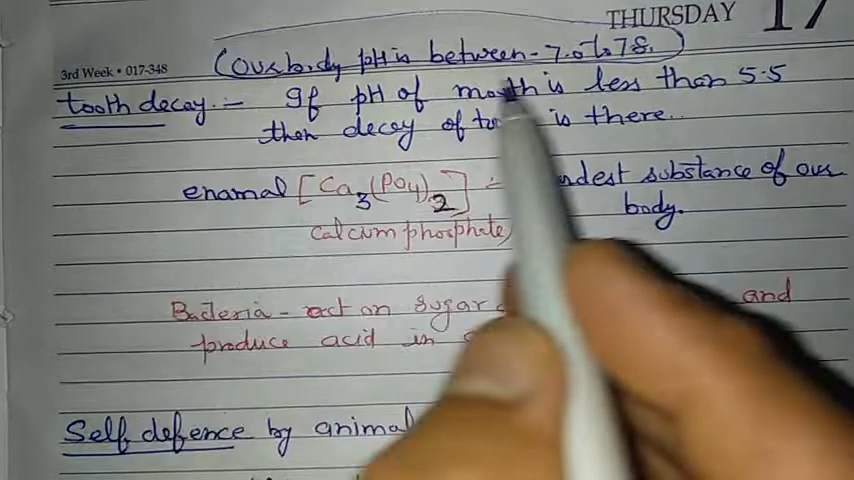 THURSDAY 17
3rd Week • 017-348
(Our body pH is between - 7.0 to 7.8.)
tooth decay. - If pH of mouth is less than 5.5
then decay of is there..
enamal [Ca3(PO4)2] = substance of our
body.
calcium phosphate
Bacteria - act on sugar and
produce acid in
Self defence by animal